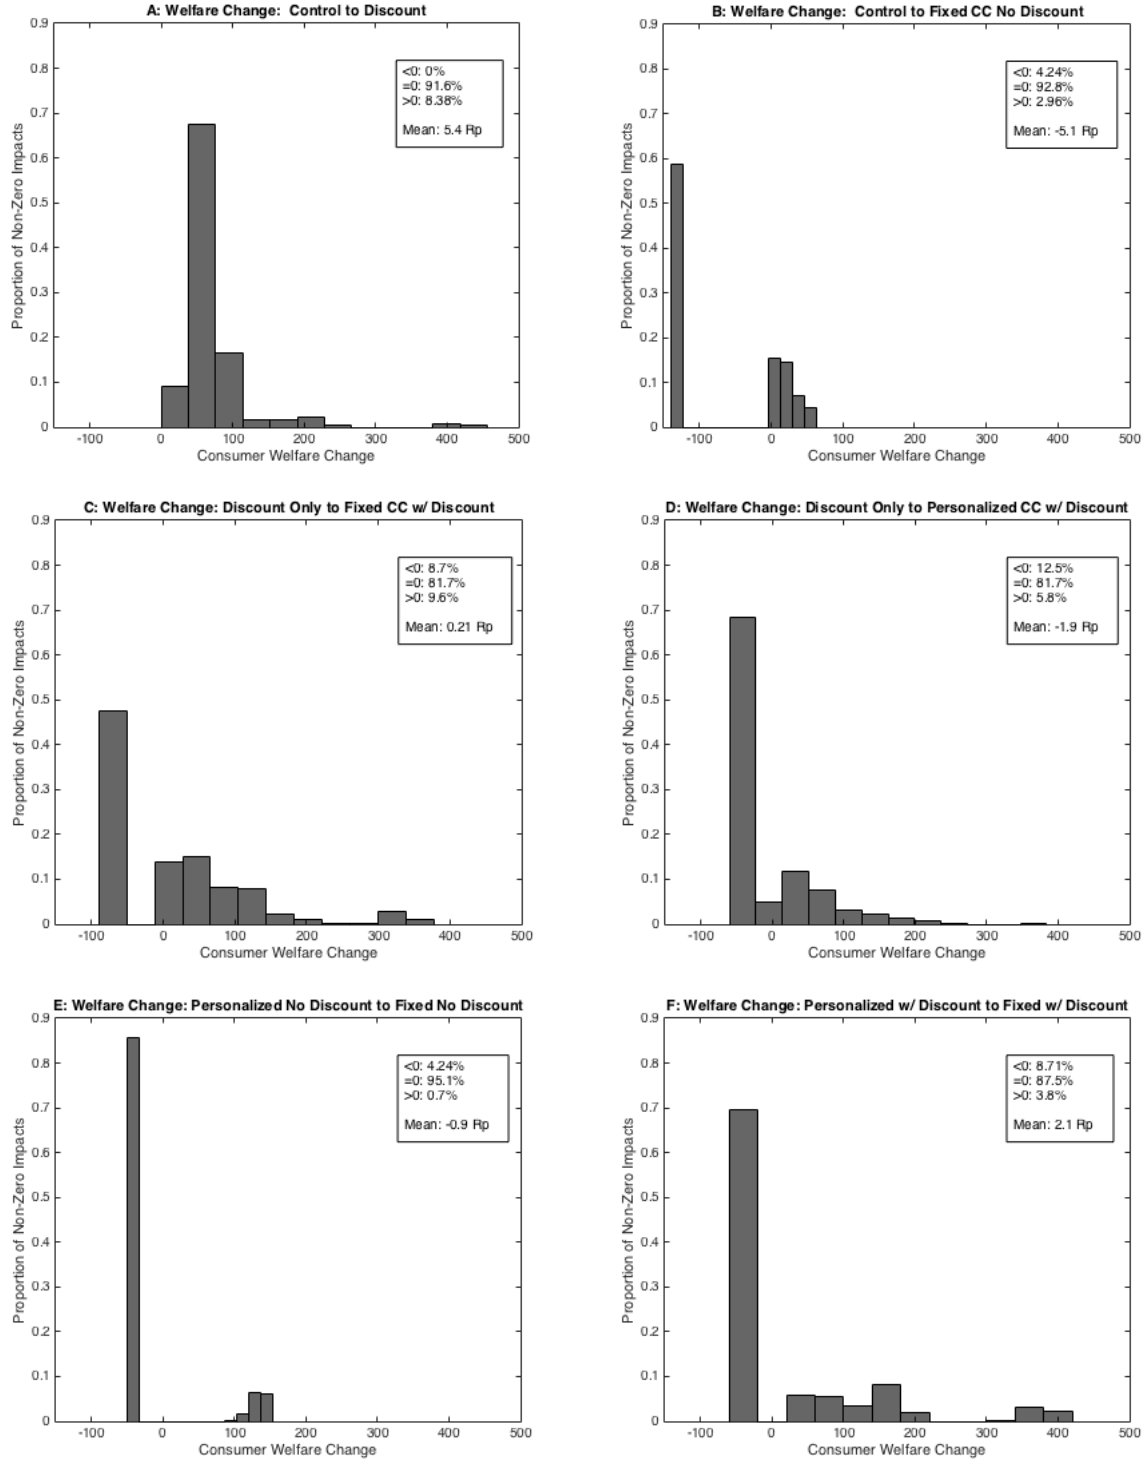 A: Welfare Change: Control to Discount
0.9
0.8
0.7
0.6
0.5
0.4
0.3
0.2
0.1
0
Proportion of Non-Zero Impacts
<0: 0%
=0: 91.6%
>0: 8.38%
Mean: 5.4 Rp
-100 0 100 200 300 400 500
Consumer Welfare Change
B: Welfare Change: Control to Fixed CC No Discount
0.9
0.8
0.7
0.6
0.5
0.4
0.3
0.2
0.1
0
Proportion of Non-Zero Impacts
<0: 4.24%
=0: 92.8%
>0: 2.96%
Mean: -5.1 Rp
-100 0 100 200 300 400 500
Consumer Welfare Change
C: Welfare Change: Discount Only to Fixed CC w/ Discount
0.9
0.8
0.7
0.6
0.5
0.4
0.3
0.2
0.1
0
Proportion of Non-Zero Impacts
<0: 8.7%
=0: 81.7%
>0: 9.6%
Mean: 0.21 Rp
-100 0 100 200 300 400 500
Consumer Welfare Change
D: Welfare Change: Discount Only to Personalized CC w/ Discount
0.9
0.8
0.7
0.6
0.5
0.4
0.3
0.2
0.1
0
Proportion of Non-Zero Impacts
<0: 12.5%
=0: 81.7%
>0: 5.8%
Mean: -1.9 Rp
-100 0 100 200 300 400 500
Consumer Welfare Change
E: Welfare Change: Personalized No Discount to Fixed No Discount
0.9
0.8
0.7
0.6
0.5
0.4
0.3
0.2
0.1
0
Proportion of Non-Zero Impacts
<0: 4.24%
=0: 95.1%
>0: 0.7%
Mean: -0.9 Rp
-100 0 100 200 300 400 500
Consumer Welfare Change
F: Welfare Change: Personalized w/ Discount to Fixed w/ Discount
0.9
0.8
0.7
0.6
0.5
0.4
0.3
0.2
0.1
0
Proportion of Non-Zero Impacts
<0: 8.71%
=0: 87.5%
>0: 3.8%
Mean: 2.1 Rp
-100 0 100 200 300 400 500
Consumer Welfare Change